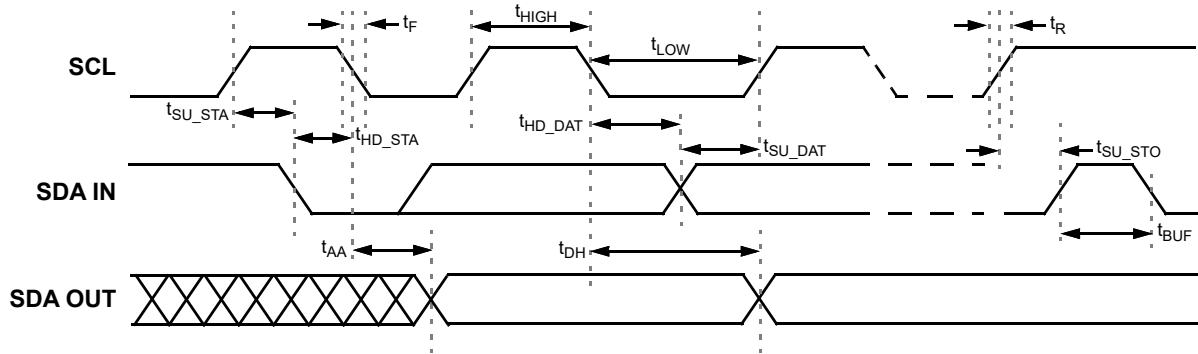 t_F
t_HIGH
t_R
SCL
t_LOW
t_SU_STA
t_HD_STA
t_HD_DAT
t_SU_DAT
t_SU_STO
SDA IN
t_AA
t_DH
t_BUF
SDA OUT